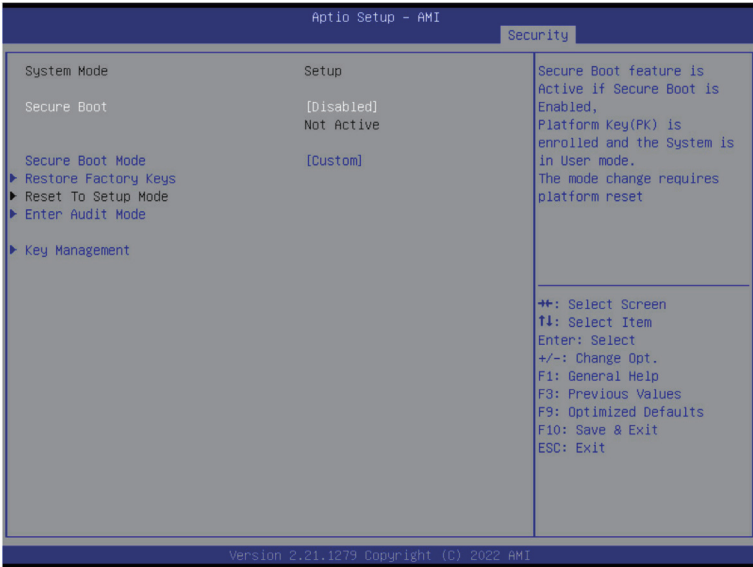 Aptio Setup - AMI
Security
System Mode Setup
Secure Boot [Disabled]
Not Active
Secure Boot Mode [Custom]
Restore Factory Keys
Reset To Setup Mode
Enter Audit Mode
Key Management
Secure Boot feature is
Active if Secure Boot is
Enabled,
Platform Key(PK) is
enrolled and the System is
in User mode.
The mode change requires
platform reset
→←: Select Screen
↑↓: Select Item
Enter: Select
+/-: Change Opt.
F1: General Help
F3: Previous Values
F9: Optimized Defaults
F10: Save & Exit
ESC: Exit
Version 2.21.1279 Copyright (C) 2022 AMI